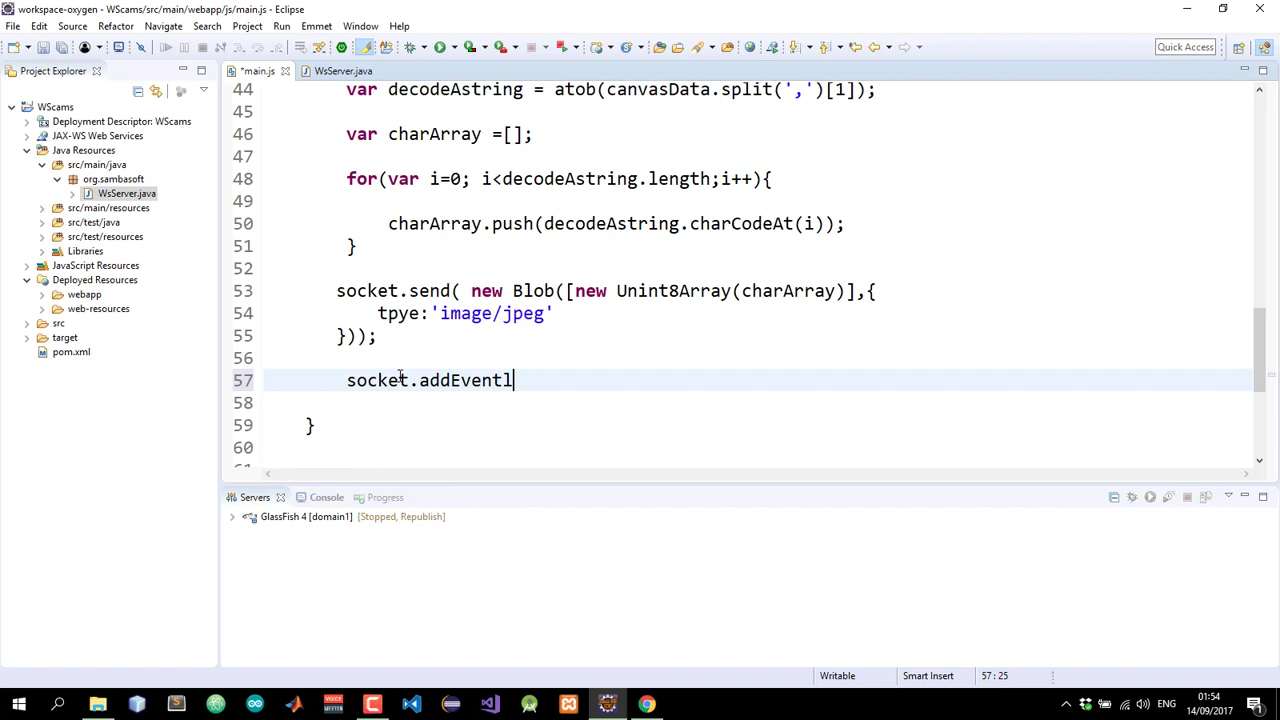 workspace-oxygen - WScams/src/main/webapp/js/main.js - Eclipse
File Edit Source Refactor Navigate Search Project Run Emmet Window Help
Quick Access
Project Explorer
*main.js
WsServer.java
WScams
Deployment Descriptor: WScams
JAX-WS Web Services
Java Resources
src/main/java
org.sambasoft
WsServer.java
src/main/resources
src/test/java
src/test/resources
Libraries
JavaScript Resources
Deployed Resources
webapp
web-resources
src
target
pom.xml
44 var decodeAstring = atob(canvasData.split(',')[1]);
45
46 var charArray =[];
47
48 for(var i=0; i<decodeAstring.length;i++){
49
50 charArray.push(decodeAstring.charCodeAt(i));
51 }
52
53 socket.send( new Blob([new Unint8Array(charArray)],{
54 tpye:'image/jpeg'
55 }));
56
57 socket.addEventl
58
59 }
60
61
Servers Console Progress
GlassFish 4 [domain1] [Stopped, Republish]
Writable Smart Insert 57 : 25
VOICE MEETER
ENG
01:54
14/09/2017